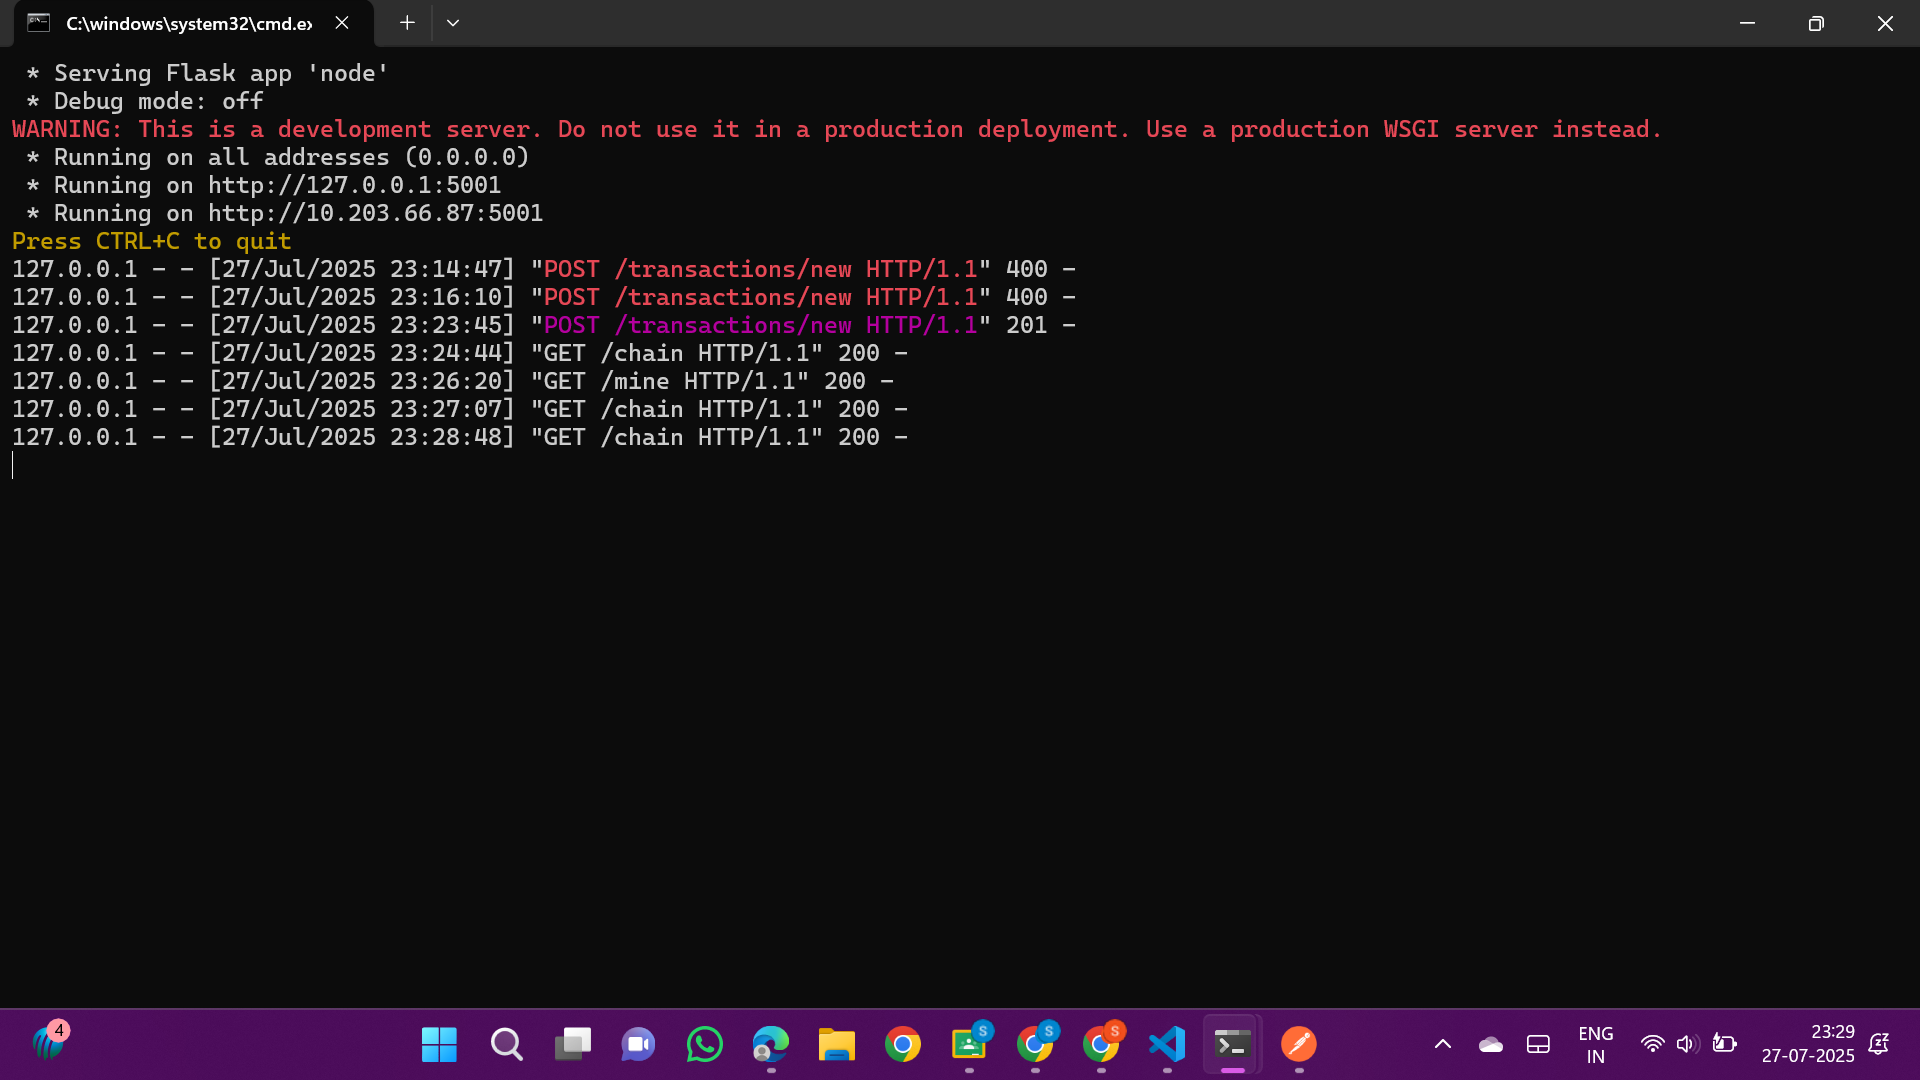 C:\windows\system32\cmd.ex
* Serving Flask app 'node'
* Debug mode: off
WARNING: This is a development server. Do not use it in a production deployment. Use a production WSGI server instead.
* Running on all addresses (0.0.0.0)
* Running on http://127.0.0.1:5001
* Running on http://10.203.66.87:5001
Press CTRL+C to quit
127.0.0.1 - - [27/Jul/2025 23:14:47] "POST /transactions/new HTTP/1.1" 400 -
127.0.0.1 - - [27/Jul/2025 23:16:10] "POST /transactions/new HTTP/1.1" 400 -
127.0.0.1 - - [27/Jul/2025 23:23:45] "POST /transactions/new HTTP/1.1" 201 -
127.0.0.1 - - [27/Jul/2025 23:24:44] "GET /chain HTTP/1.1" 200 -
127.0.0.1 - - [27/Jul/2025 23:26:20] "GET /mine HTTP/1.1" 200 -
127.0.0.1 - - [27/Jul/2025 23:27:07] "GET /chain HTTP/1.1" 200 -
127.0.0.1 - - [27/Jul/2025 23:28:48] "GET /chain HTTP/1.1" 200 -
4
S
S
S
ENG
IN
23:29
27-07-2025